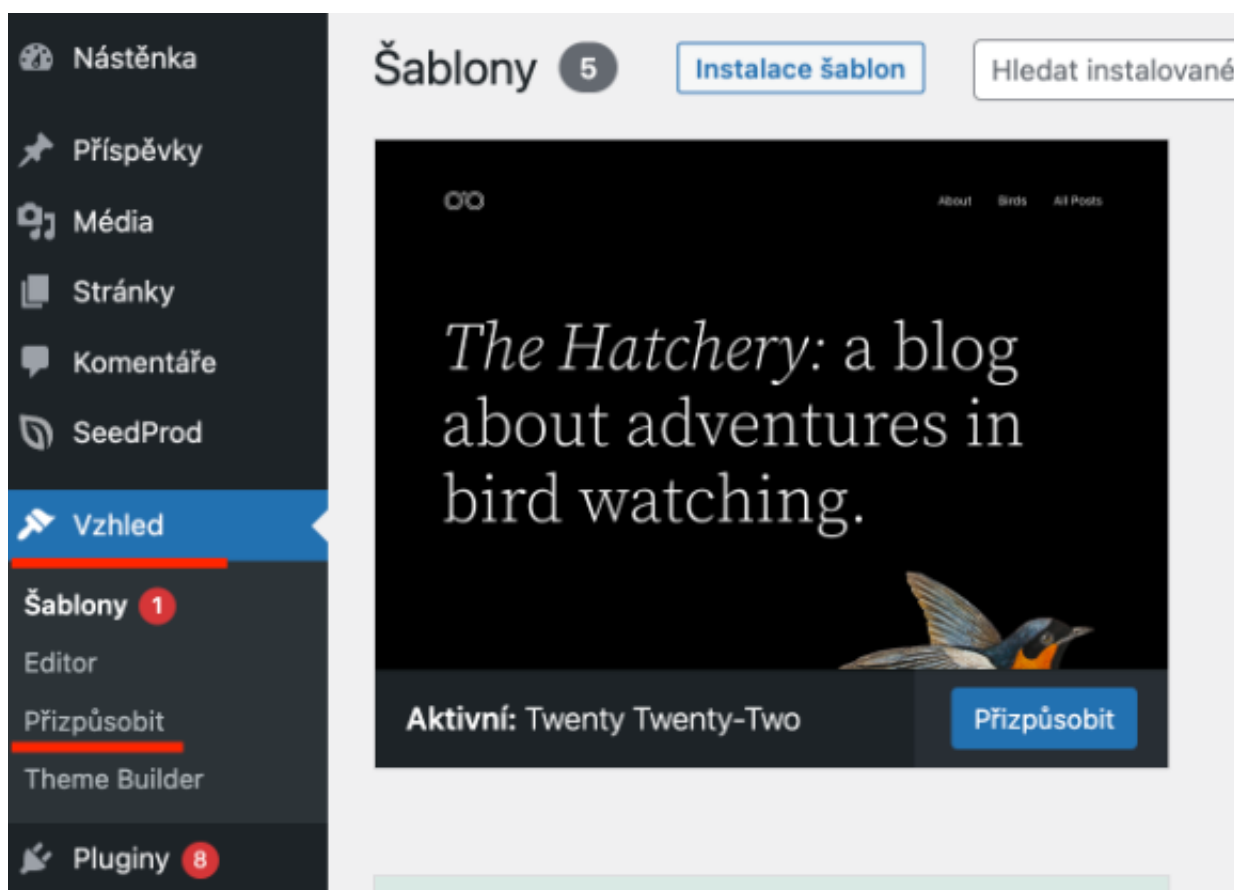 Nástěnka
Příspěvky
Média
Stránky
Komentáře
SeedProd
Vzhled
Šablony 1
Editor
Přizpůsobit
Theme Builder
Pluginy 8
Šablony 5
Instalace šablon
Hledat instalované
About Birds All Posts
The Hatchery: a blog
about adventures in
bird watching.
Aktivní: Twenty Twenty-Two
Přizpůsobit